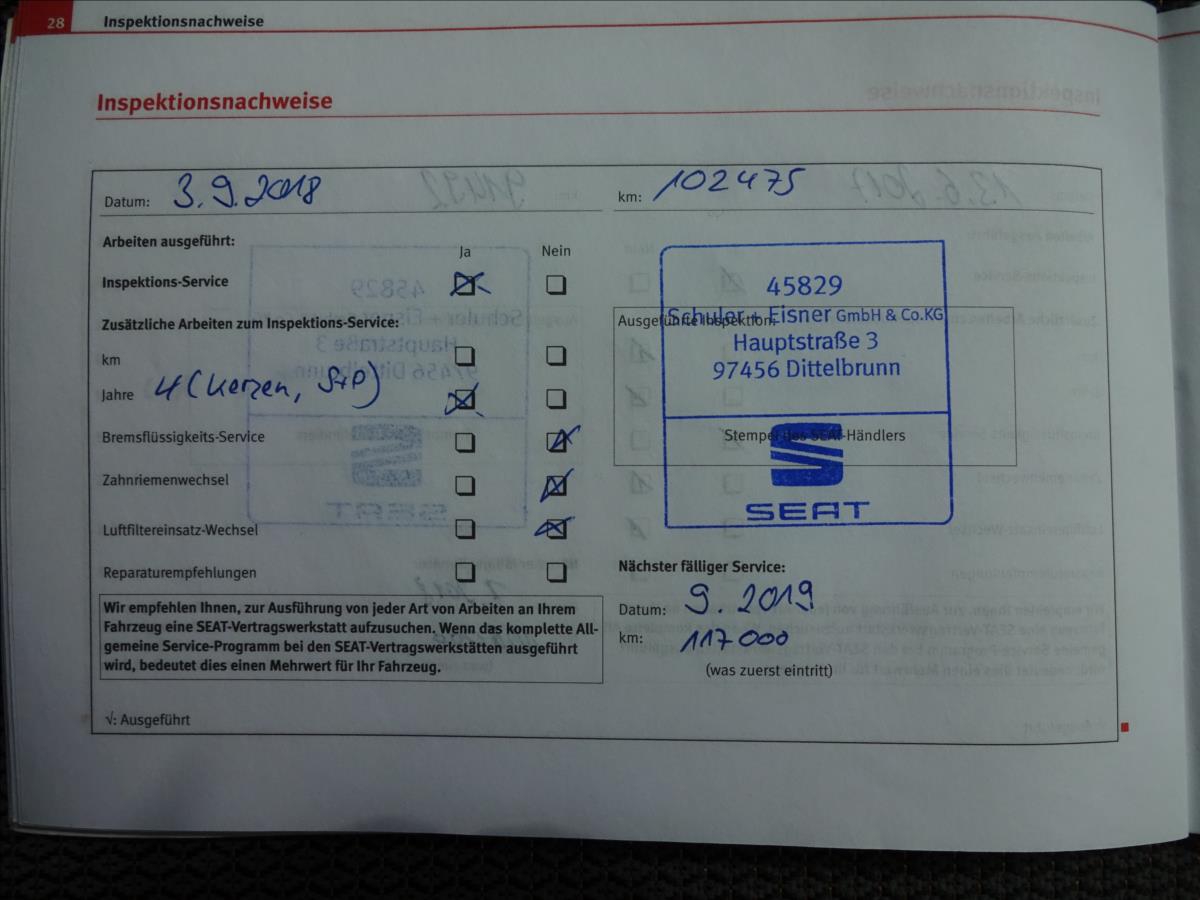 28 Inspektionsnachweise
Inspektionsnachweise
Datum: 3.9.2018
km: 102475
Arbeiten ausgeführt:
Ja Nein
Inspektions-Service
Zusätzliche Arbeiten zum Inspektions-Service:
km
Jahre 4 (Kerzen, S+P)
Bremsflüssigkeits-Service
Zahnriemenwechsel
Luftfiltereinsatz-Wechsel
Reparaturempfehlungen
Wir empfehlen Ihnen, zur Ausführung von jeder Art von Arbeiten an Ihrem
Fahrzeug eine SEAT-Vertragswerkstatt aufzusuchen. Wenn das komplette All-
gemeine Service-Programm bei den SEAT-Vertragswerkstätten ausgeführt
wird, bedeutet dies einen Mehrwert für Ihr Fahrzeug.
√: Ausgeführt
45829
Ausgeführte Inspektion:
Schuler + Eisner GmbH & Co.KG
Hauptstraße 3
97456 Dittelbrunn
Stempel des SEAT-Händlers
SEAT
Nächster fälliger Service:
Datum: 9. 2019
km: 117000
(was zuerst eintritt)